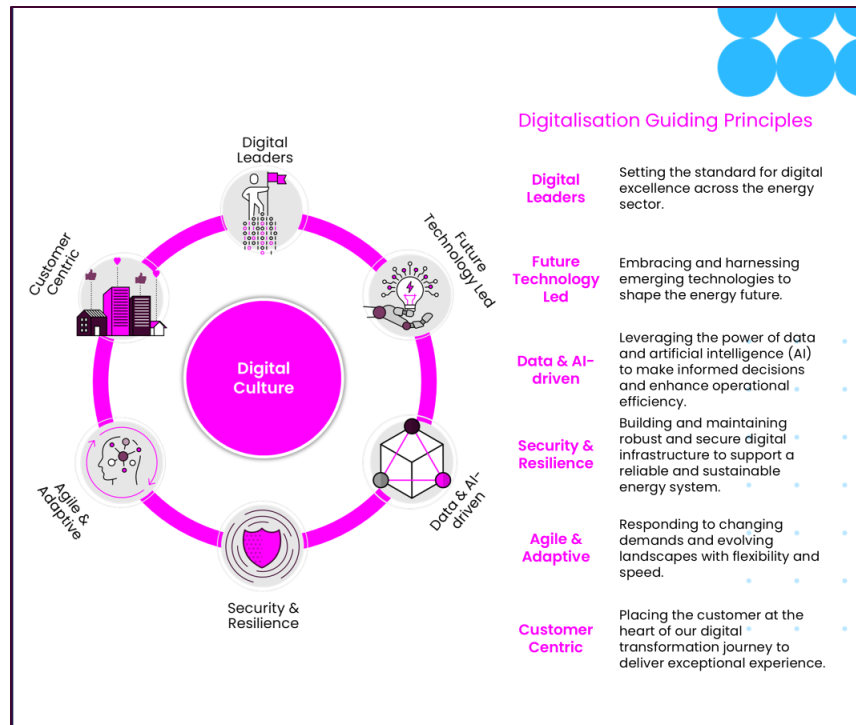 Digital
Leaders
Future
Technology Led
Data & AI-
driven
Security &
Resilience
Agile &
Adaptive
Customer
Centric
Digital
Culture
Digitalisation Guiding Principles
Digital
Leaders
Setting the standard for digital
excellence across the energy
sector.
Future
Technology
Led
Embracing and harnessing
emerging technologies to
shape the energy future.
Data & AI-
driven
Leveraging the power of data
and artificial intelligence (AI)
to make informed decisions
and enhance operational
efficiency.
Security &
Resilience
Building and maintaining
robust and secure digital
infrastructure to support a
reliable and sustainable
energy system.
Agile &
Adaptive
Responding to changing
demands and evolving
landscapes with flexibility and
speed.
Customer
Centric
Placing the customer at the
heart of our digital
transformation journey to
deliver exceptional experience.